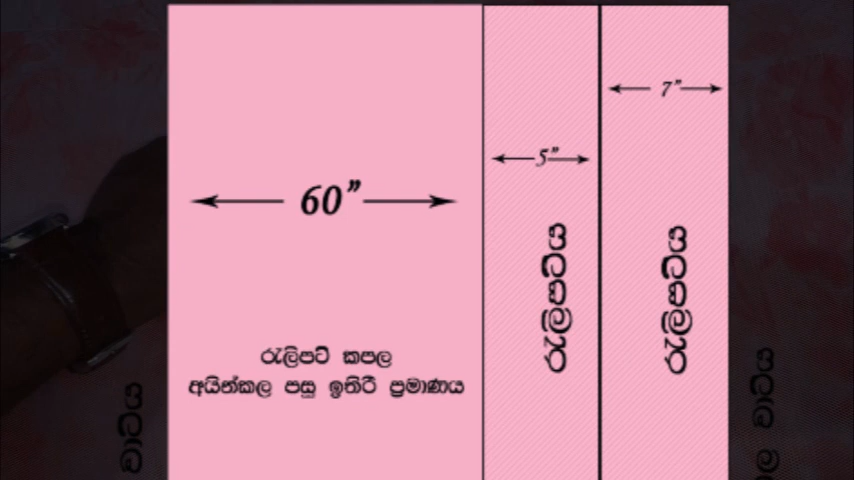 7”
5”
60”
රැලිපටිය
රැලිපටිය
රැලිපටි කපල
අයින්කල පසු ඉතිරි ප්‍රමාණය
වාටිය
වාටිය